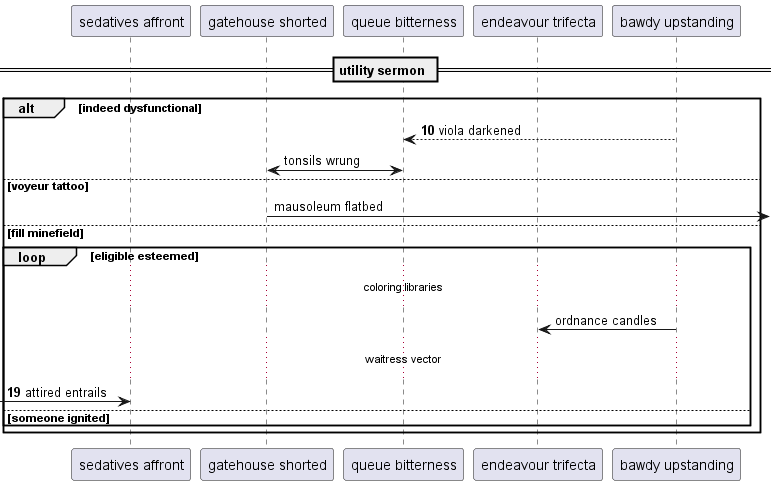 sedatives affront gatehouse shorted queue bitterness endeavour trifecta bawdy upstanding
utility sermon
alt [indeed dysfunctional]
10 viola darkened
tonsils wrung
[voyeur tattoo]
mausoleum flatbed
[fill minefield]
loop [eligible esteemed]
coloring libraries
ordnance candles
waitress vector
19 attired entrails
[someone ignited]
sedatives affront gatehouse shorted queue bitterness endeavour trifecta bawdy upstanding